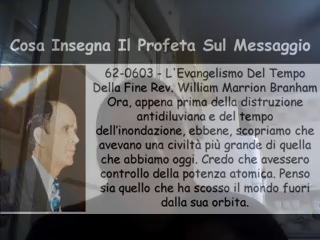 Cosa Insegna Il Profeta Sul Messaggio
62-0603 - L'Evangelismo Del Tempo
Della Fine Rev. William Marrion Branham
Ora, appena prima della distruzione
antidiluviana e del tempo
dell'inondazione, ebbene, scopriamo che
avevano una civiltà più grande di quella
che abbiamo oggi. Credo che avessero
controllo della potenza atomica. Penso
sia quello che ha scosso il mondo fuori
dalla sua orbita.